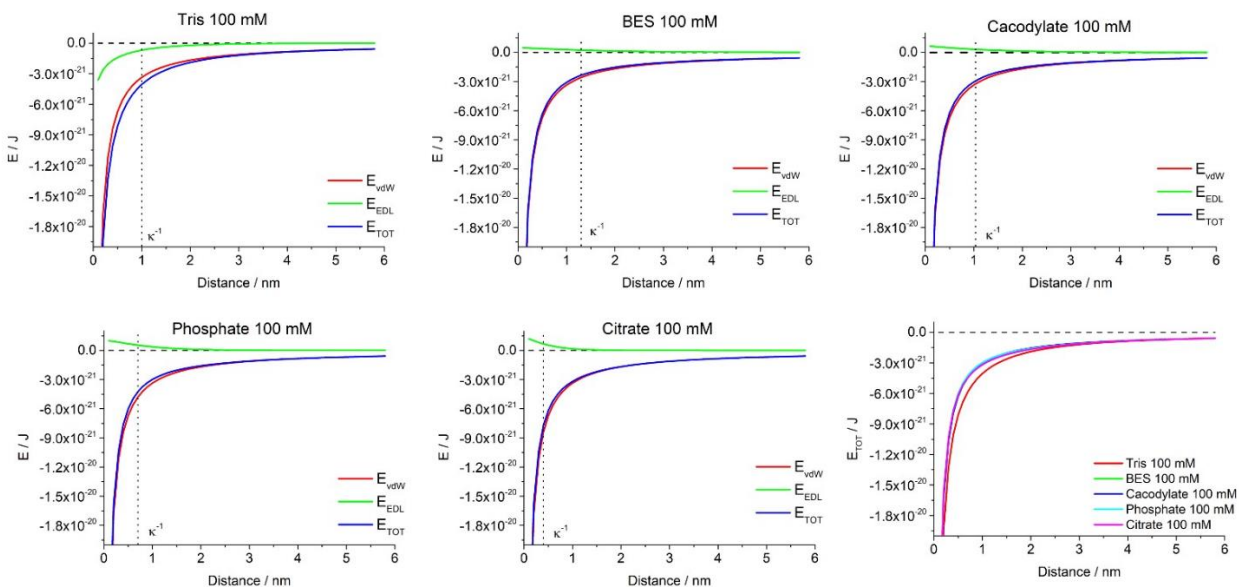 Tris 100 mM
0.0
-3.0x10⁻²¹
-6.0x10⁻²¹
-9.0x10⁻²¹
-1.2x10⁻²⁰
-1.5x10⁻²⁰
-1.8x10⁻²⁰
E / J
E_vdW
E_EDL
E_TOT
κ⁻¹
0 1 2 3 4 5 6
Distance / nm
BES 100 mM
0.0
-3.0x10⁻²¹
-6.0x10⁻²¹
-9.0x10⁻²¹
-1.2x10⁻²⁰
-1.5x10⁻²⁰
-1.8x10⁻²⁰
E / J
E_vdW
E_EDL
E_TOT
κ⁻¹
0 1 2 3 4 5 6
Distance / nm
Cacodylate 100 mM
0.0
-3.0x10⁻²¹
-6.0x10⁻²¹
-9.0x10⁻²¹
-1.2x10⁻²⁰
-1.5x10⁻²⁰
-1.8x10⁻²⁰
E / J
E_vdW
E_EDL
E_TOT
κ⁻¹
0 1 2 3 4 5 6
Distance / nm
Phosphate 100 mM
0.0
-3.0x10⁻²¹
-6.0x10⁻²¹
-9.0x10⁻²¹
-1.2x10⁻²⁰
-1.5x10⁻²⁰
-1.8x10⁻²⁰
E / J
E_vdW
E_EDL
E_TOT
κ⁻¹
0 1 2 3 4 5 6
Distance / nm
Citrate 100 mM
0.0
-3.0x10⁻²¹
-6.0x10⁻²¹
-9.0x10⁻²¹
-1.2x10⁻²⁰
-1.5x10⁻²⁰
-1.8x10⁻²⁰
E / J
E_vdW
E_EDL
E_TOT
κ⁻¹
0 1 2 3 4 5 6
Distance / nm
0.0
-3.0x10⁻²¹
-6.0x10⁻²¹
-9.0x10⁻²¹
-1.2x10⁻²⁰
-1.5x10⁻²⁰
-1.8x10⁻²⁰
E_TOT / J
Tris 100 mM
BES 100 mM
Cacodylate 100 mM
Phosphate 100 mM
Citrate 100 mM
0 1 2 3 4 5 6
Distance / nm